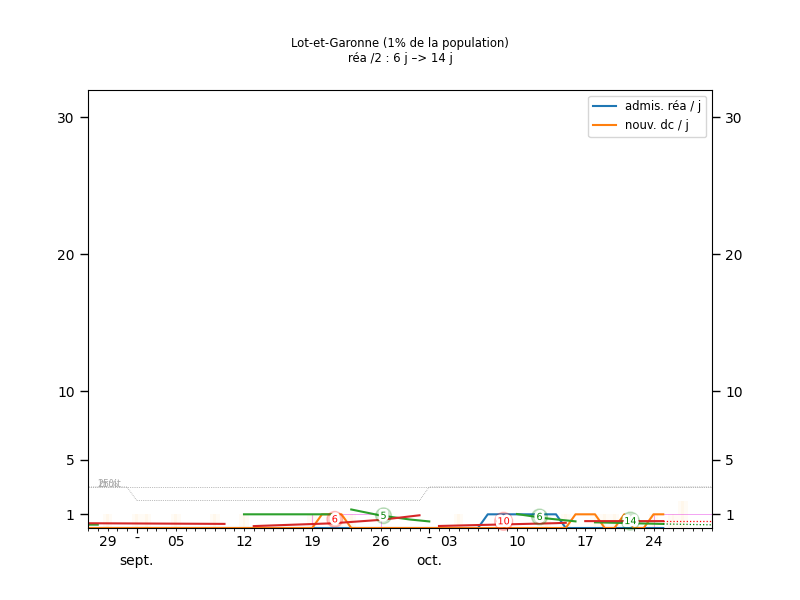 Lot-et-Garonne (1% de la population)
réa /2 : 6 j –> 14 j
admis. réa / j
nouv. dc / j
30 30
20 20
10 10
5 5
1 1
6 5 10 6 14
29 - 05 12 19 26 - 03 10 17 24
sept. oct.